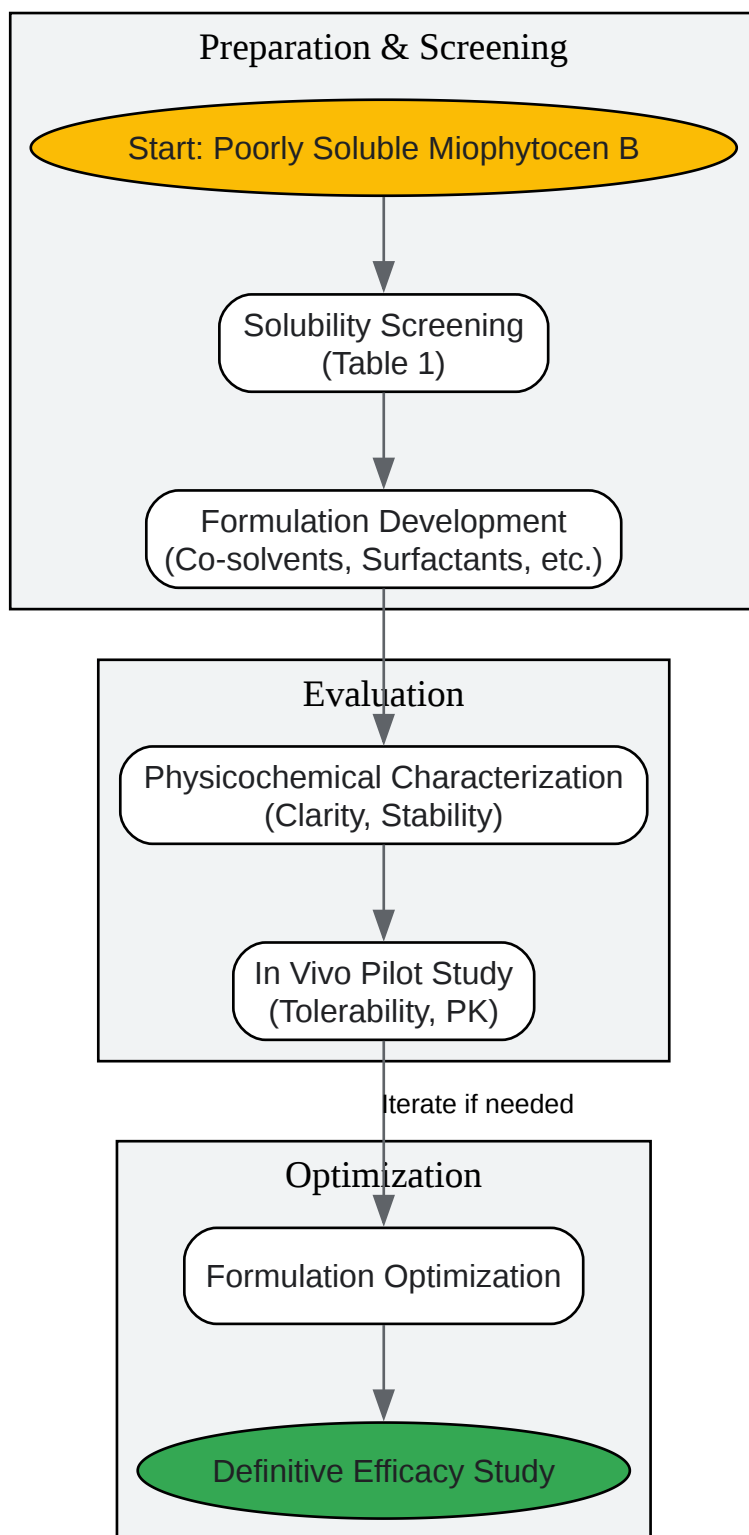 Preparation & Screening
Start: Poorly Soluble Miophytocen B
Solubility Screening
(Table 1)
Formulation Development
(Co-solvents, Surfactants, etc.)
Evaluation
Physicochemical Characterization
(Clarity, Stability)
In Vivo Pilot Study
(Tolerability, PK)
Iterate if needed
Optimization
Formulation Optimization
Definitive Efficacy Study